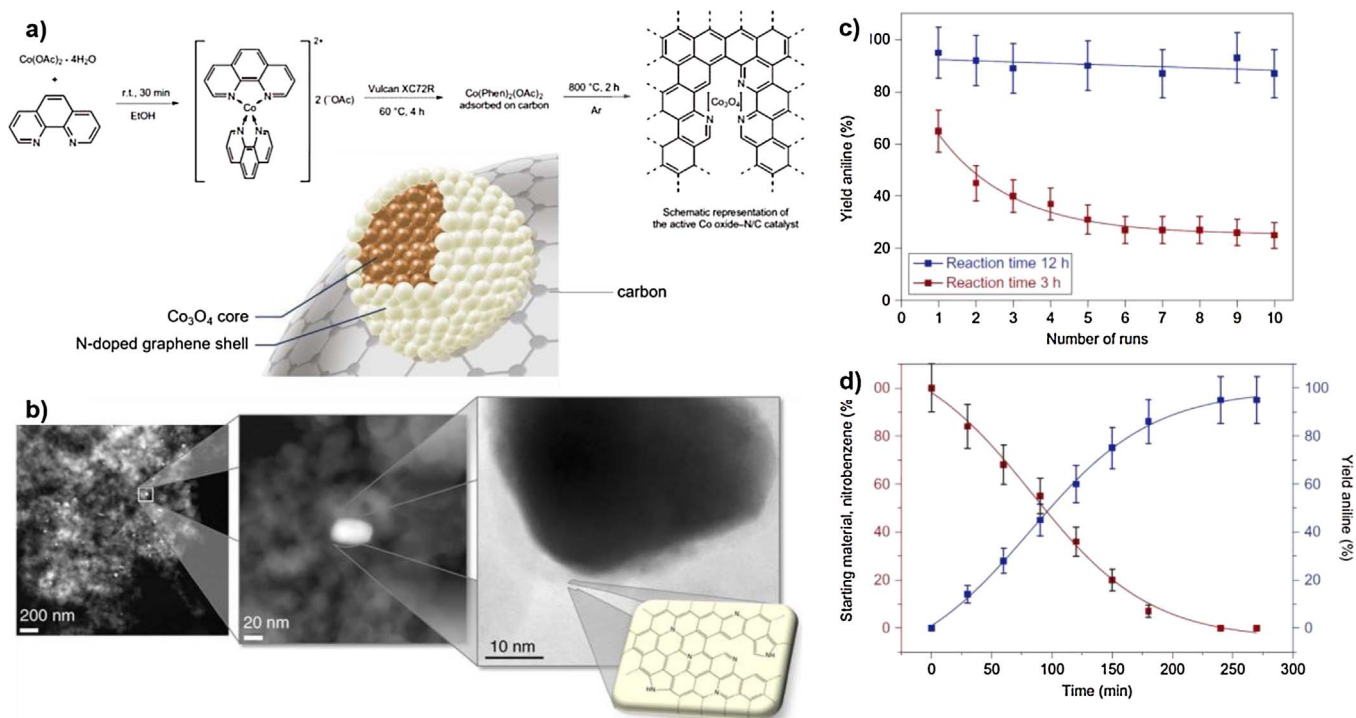 a)
Co(OAc)₂ · 4H₂O
+
N
N
r.t., 30 min
EtOH
2+
N
N
Co
N
N
2 (⁻OAc)
Vulcan XC72R
60 °C, 4 h
Co(Phen)₂(OAc)₂
adsorbed on carbon
800 °C, 2 h
Ar
N
N
Co₃O₄
N
N
Schematic representation of
the active Co oxide–N/C catalyst
carbon
Co₃O₄ core
N-doped graphene shell
b)
200 nm
20 nm
10 nm
N
N
NH
N
N
HN
N
c)
Yield aniline (%)
100
80
60
40
20
0
Reaction time 12 h
Reaction time 3 h
0 1 2 3 4 5 6 7 8 9 10
Number of runs
d)
Starting material, nitrobenzene (%
00
80
60
40
20
0
100
80
60
40
20
0
Yield aniline
(%)
0 50 100 150 200 250 300
Time (min)